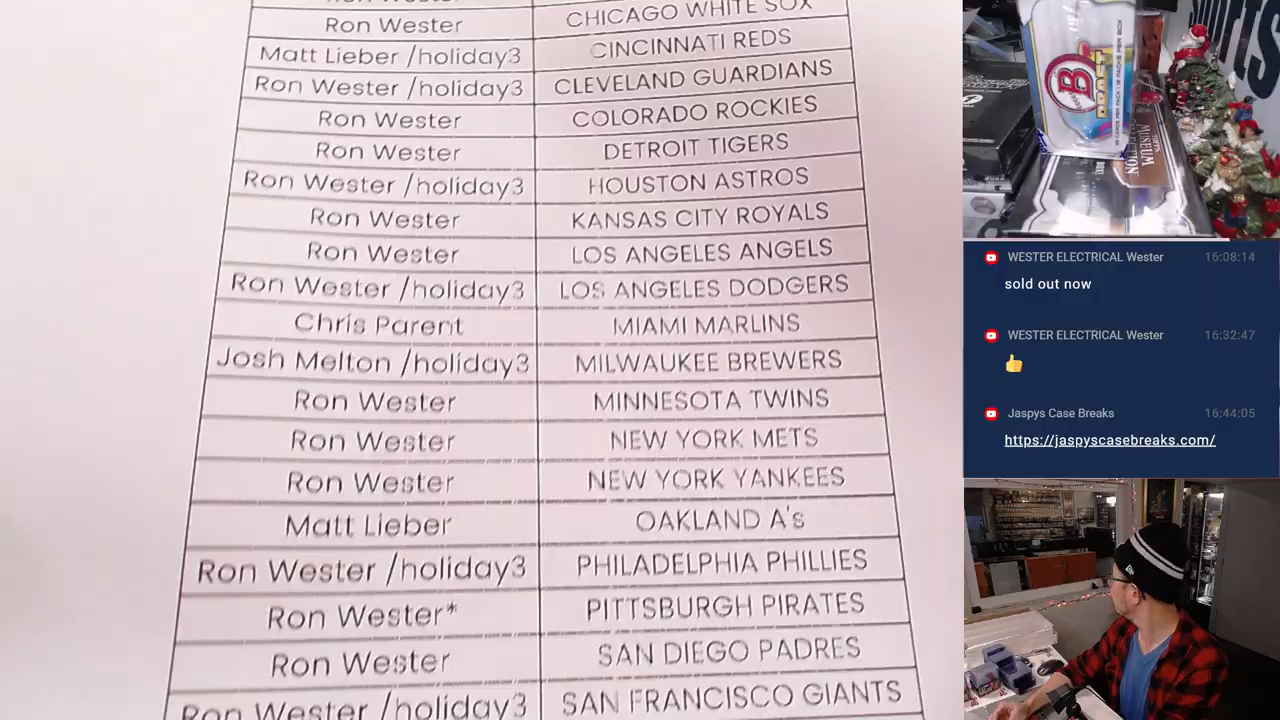 Ron Wester CHICAGO WHITE SOX
Matt Lieber /holiday3 CINCINNATI REDS
Ron Wester /holiday3 CLEVELAND GUARDIANS
Ron Wester COLORADO ROCKIES
Ron Wester DETROIT TIGERS
Ron Wester /holiday3 HOUSTON ASTROS
Ron Wester KANSAS CITY ROYALS
Ron Wester LOS ANGELES ANGELS
Ron Wester /holiday3 LOS ANGELES DODGERS
Chris Parent MIAMI MARLINS
Josh Melton /holiday3 MILWAUKEE BREWERS
Ron Wester MINNESOTA TWINS
Ron Wester NEW YORK METS
Ron Wester NEW YORK YANKEES
Matt Lieber OAKLAND A's
Ron Wester /holiday3 PHILADELPHIA PHILLIES
Ron Wester* PITTSBURGH PIRATES
Ron Wester SAN DIEGO PADRES
Ron Wester /holiday3 SAN FRANCISCO GIANTS
B
DRAFT
MUSEUM
COLLECTION
WESTER ELECTRICAL Wester 16:08:14
sold out now
WESTER ELECTRICAL Wester 16:32:47
👍
Jaspys Case Breaks 16:44:05
https://jaspyscasebreaks.com/